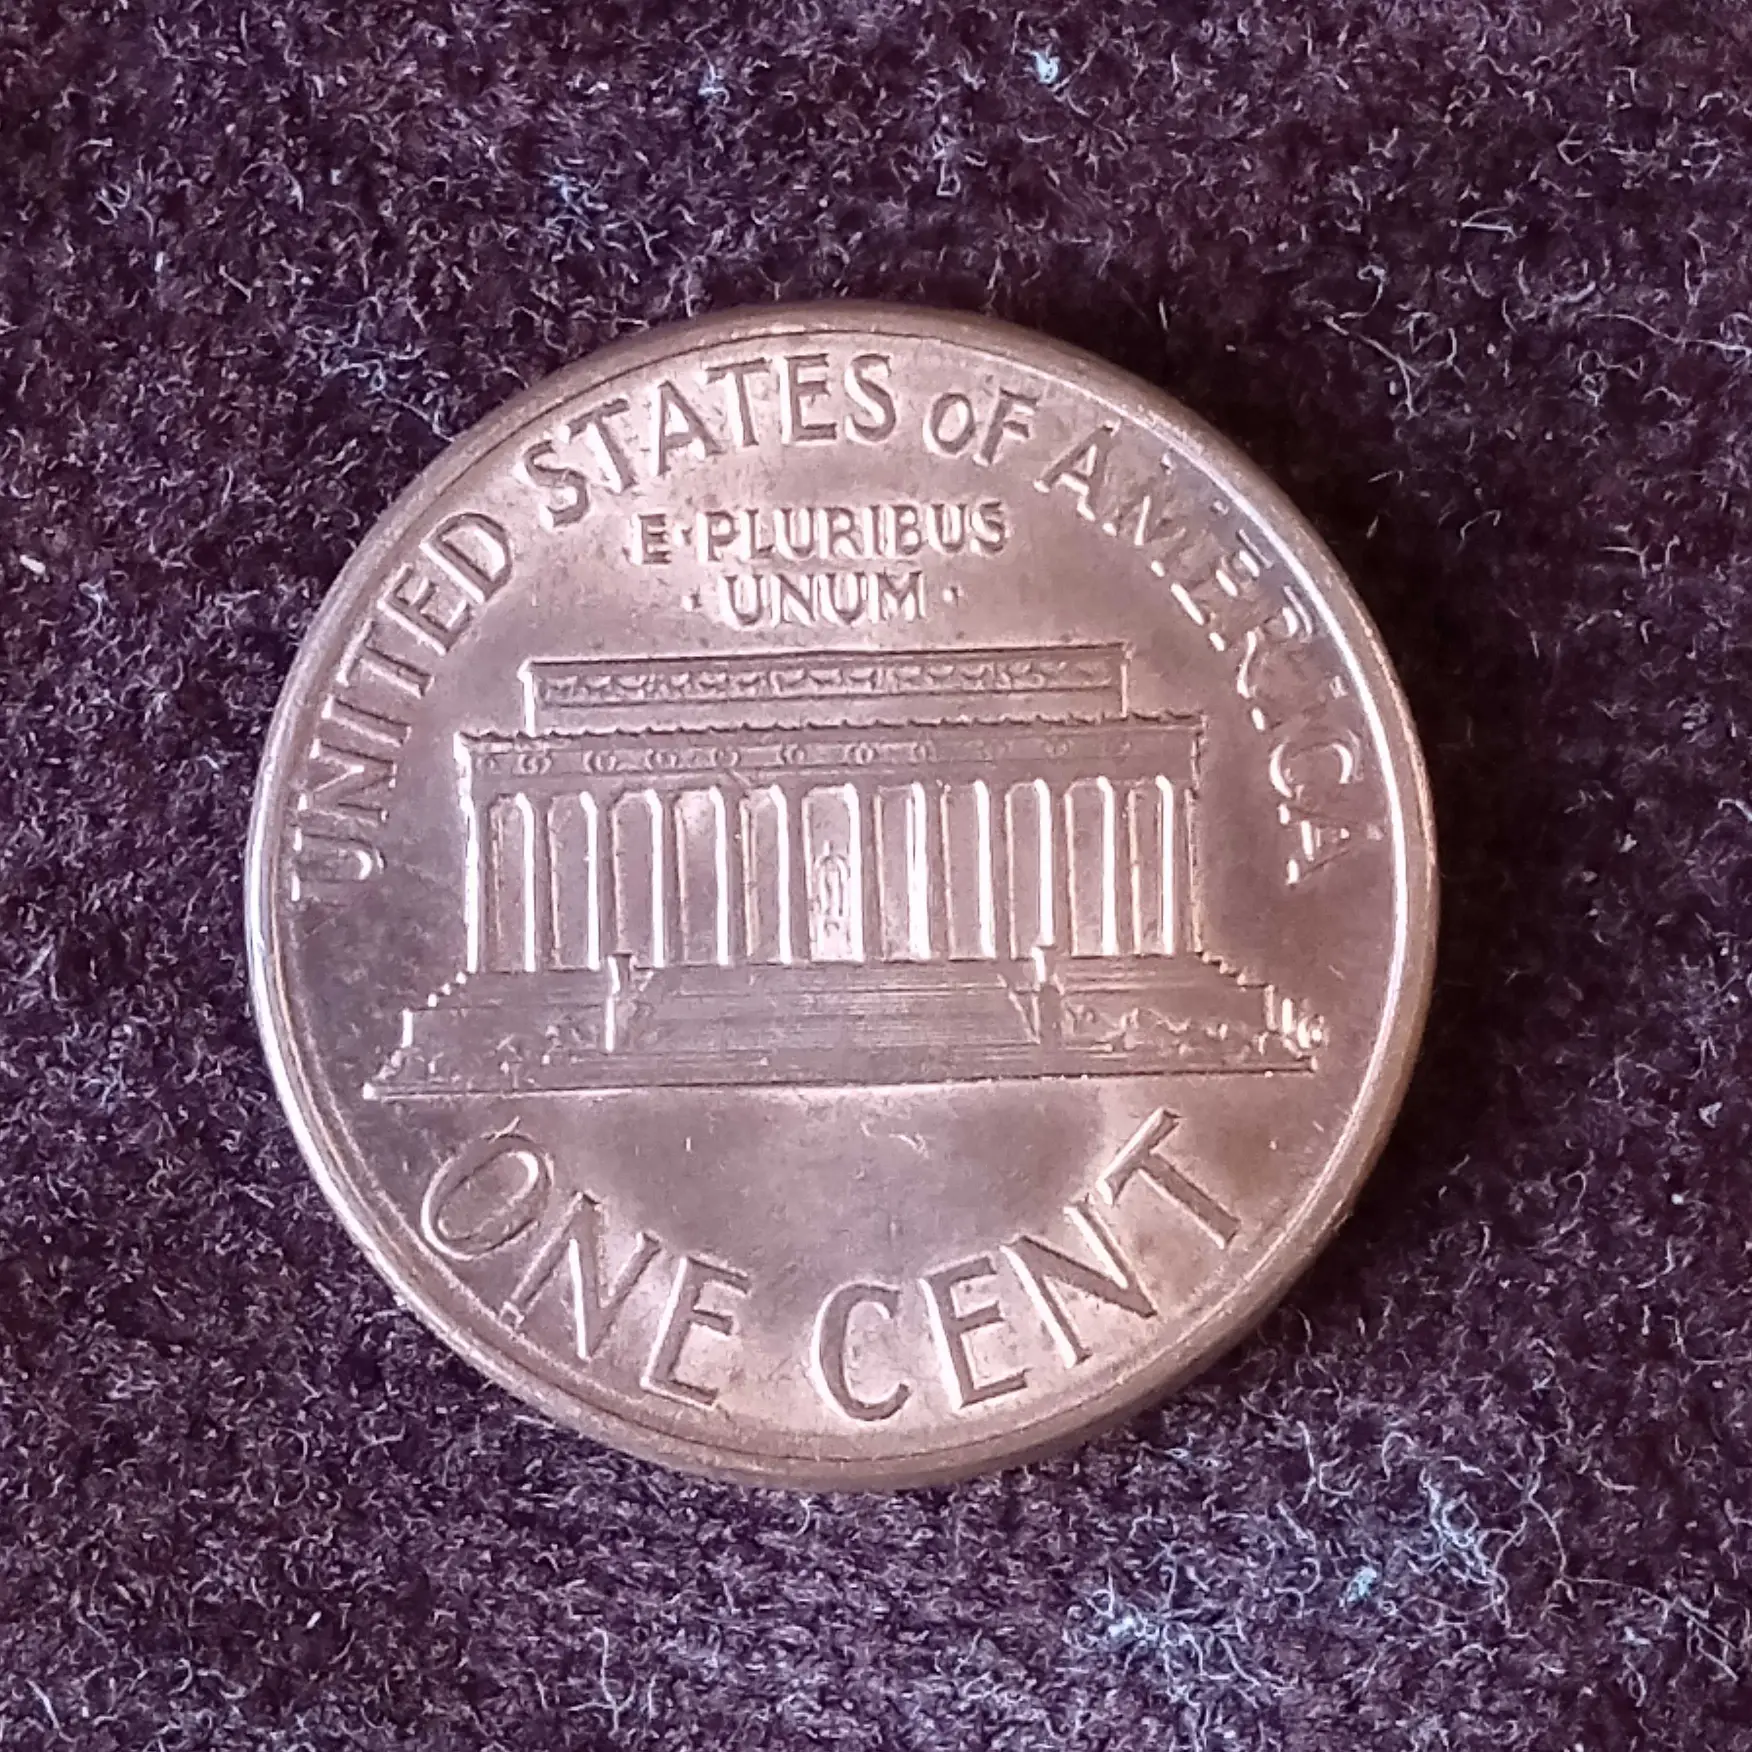 UNITED STATES OF AMERICA
E·PLURIBUS
· UNUM ·
ONE CENT